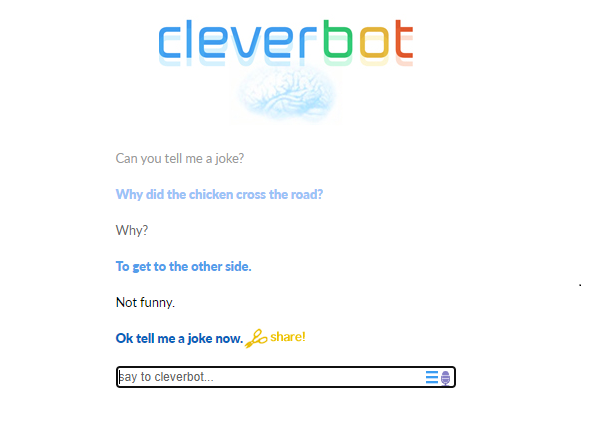 cleverbot
Can you tell me a joke?
Why did the chicken cross the road?
Why?
To get to the other side.
Not funny.
Ok tell me a joke now. share!
say to cleverbot...